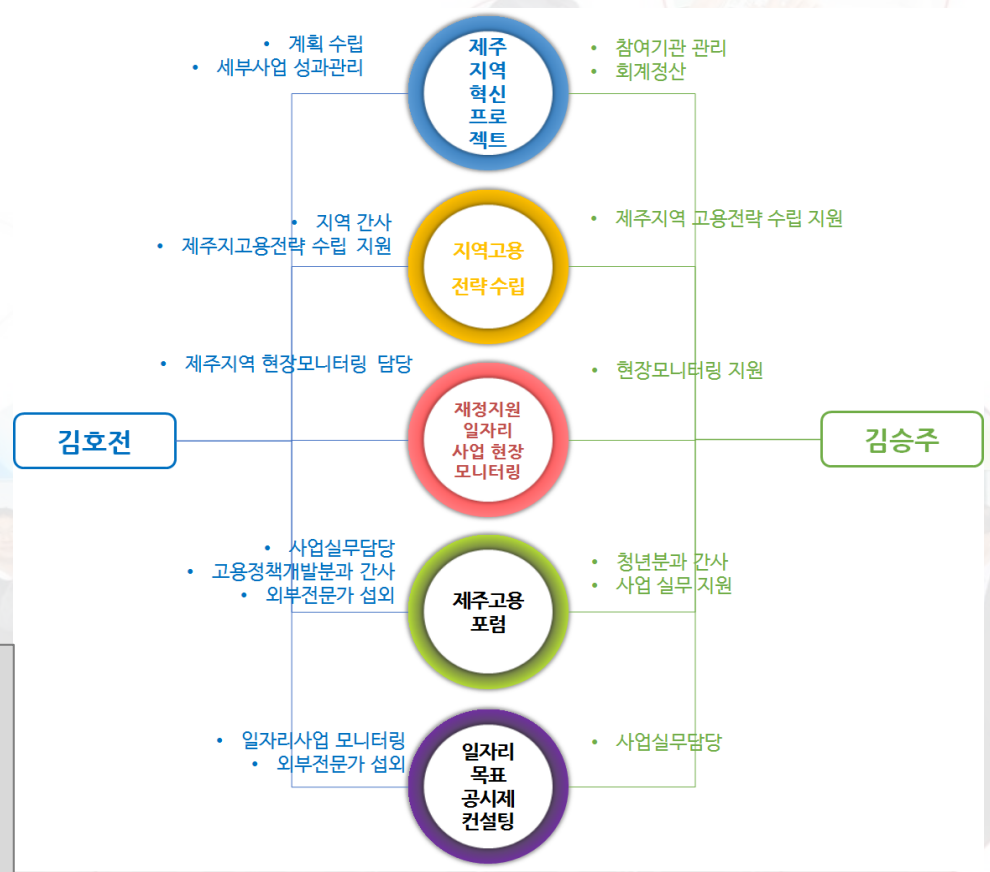 • 계획 수립
• 세부사업 성과관리
제주
지역
혁신
프로
젝트
• 참여기관 관리
• 회계정산
• 지역 간사
• 제주지고용전략 수립 지원
지역고용
전략 수립
• 제주지역 고용전략 수립 지원
• 제주지역 현장모니터링 담당
재정지원
일자리
사업 현장
모니터링
• 현장모니터링 지원
김호전
김승주
• 사업실무담당
• 고용정책개발분과 간사
• 외부전문가 섭외
제주고용
포럼
• 청년분과 간사
• 사업 실무 지원
• 일자리사업 모니터링
• 외부전문가 섭외
일자리
목표
공시제
컨설팅
• 사업실무담당